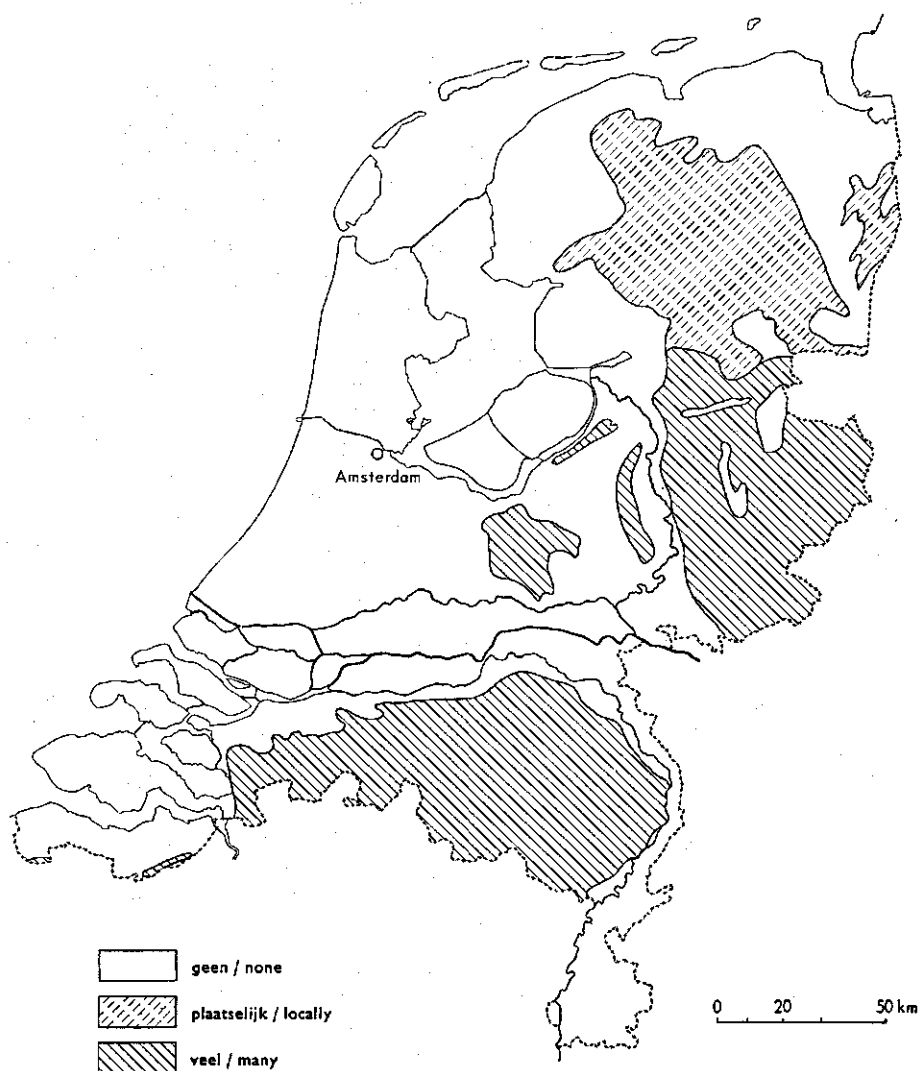 Amsterdam
geen / none
plaatselijk / locally
veel / many
0 20 50 km